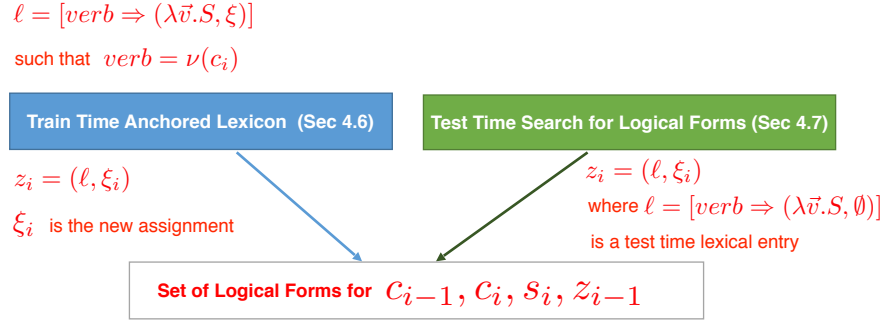 ℓ = [verb ⇒ (λv⃗.S, ξ)]
such that verb = ν(c_i)
Train Time Anchored Lexicon (Sec 4.6)
Test Time Search for Logical Forms (Sec 4.7)
z_i = (ℓ, ξ_i)
ξ_i is the new assignment
z_i = (ℓ, ξ_i)
where ℓ = [verb ⇒ (λv⃗.S, ∅)]
is a test time lexical entry
Set of Logical Forms for c_{i−1}, c_i, s_i, z_{i−1}